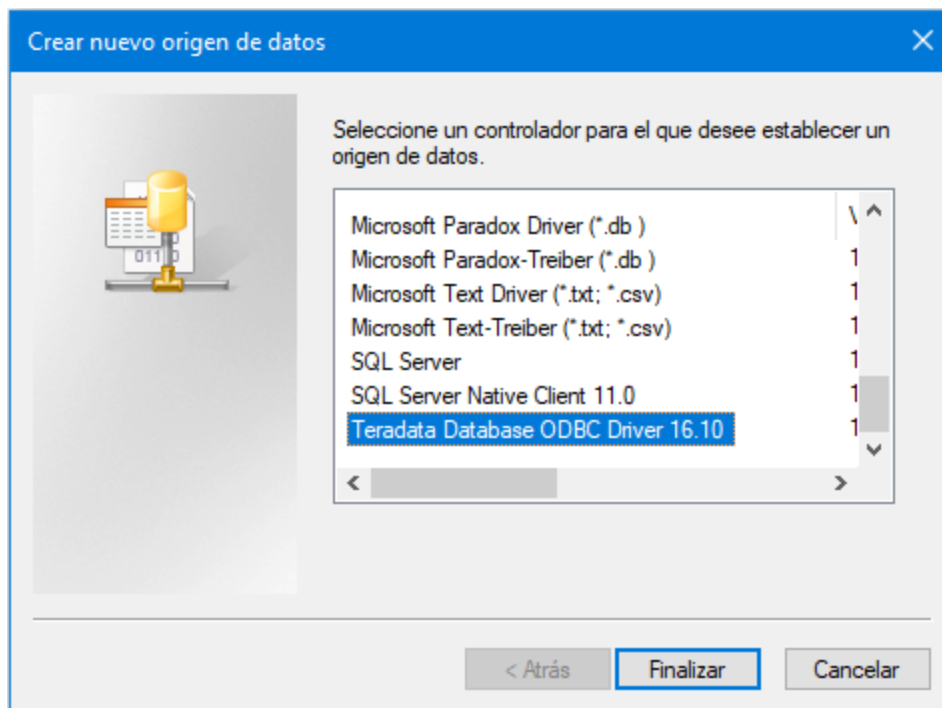 Crear nuevo origen de datos
Seleccione un controlador para el que desee establecer un
origen de datos.
Microsoft Paradox Driver (*.db )
Microsoft Paradox-Treiber (*.db )
Microsoft Text Driver (*.txt; *.csv)
Microsoft Text-Treiber (*.txt; *.csv)
SQL Server
SQL Server Native Client 11.0
Teradata Database ODBC Driver 16.10
< Atrás
Finalizar
Cancelar